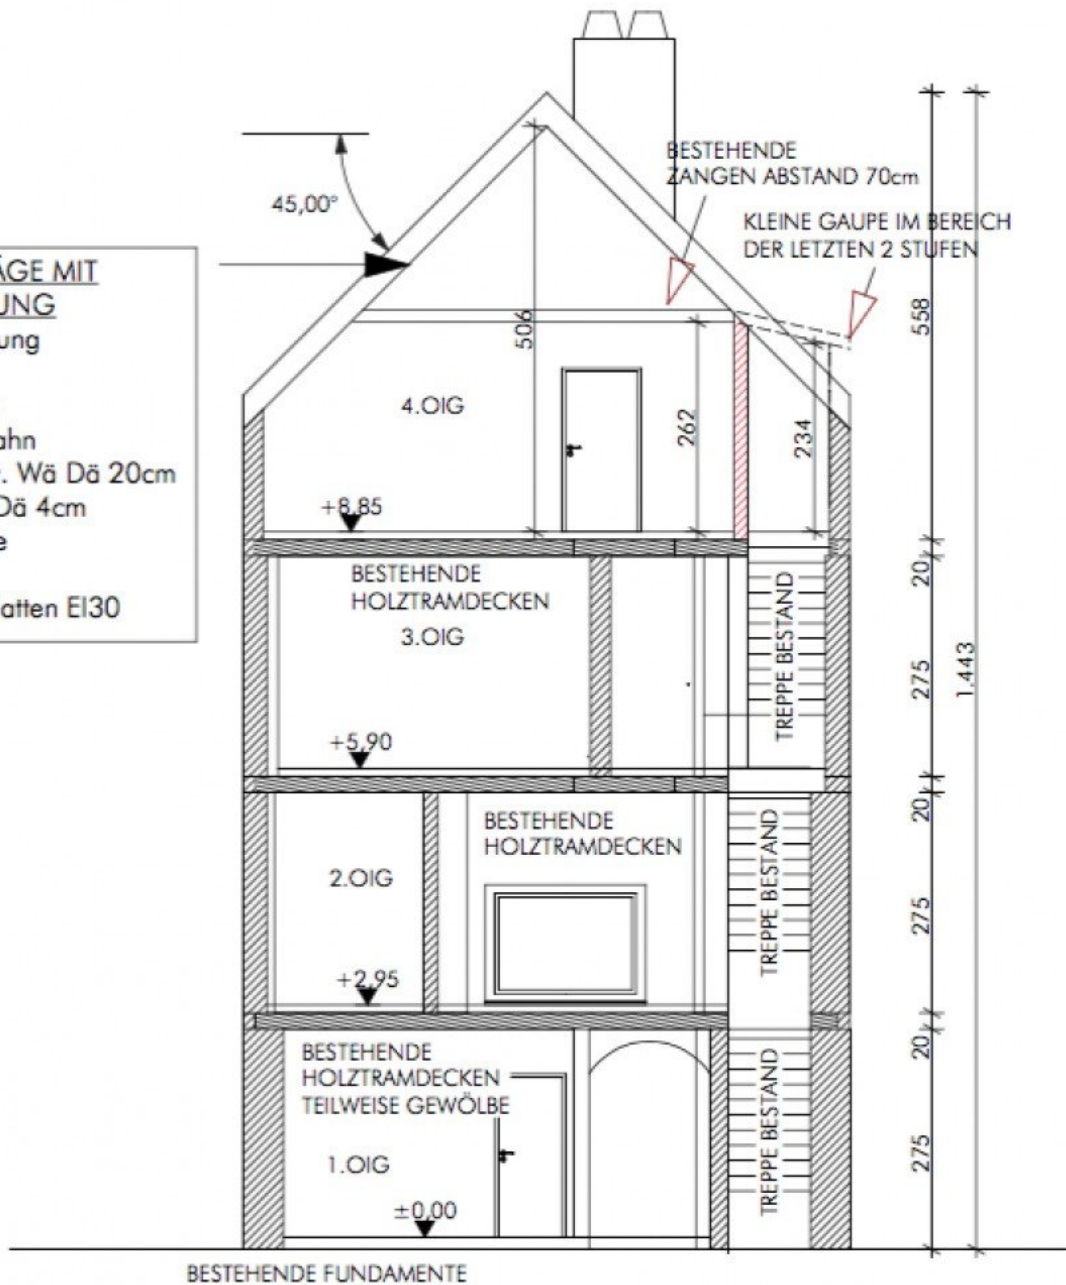 BESTEHENDE
ZANGEN ABSTAND 70cm
45,00°
KLEINE GAUPE IM BEREICH
DER LETZTEN 2 STUFEN
ÄGE MIT
UNG
ung
ahn
. Wä Dä 20cm
Dä 4cm
e
atten EI30
506
558
4.OIG
262
234
+8,85
BESTEHENDE
HOLZTRAMDECKEN
3.OIG
TREPPE BESTAND
20
275
1.443
+5,90
20
BESTEHENDE
HOLZTRAMDECKEN
2.OIG
TREPPE BESTAND
275
+2,95
20
BESTEHENDE
HOLZTRAMDECKEN
TEILWEISE GEWÖLBE
1.OIG
TREPPE BESTAND
275
±0,00
BESTEHENDE FUNDAMENTE